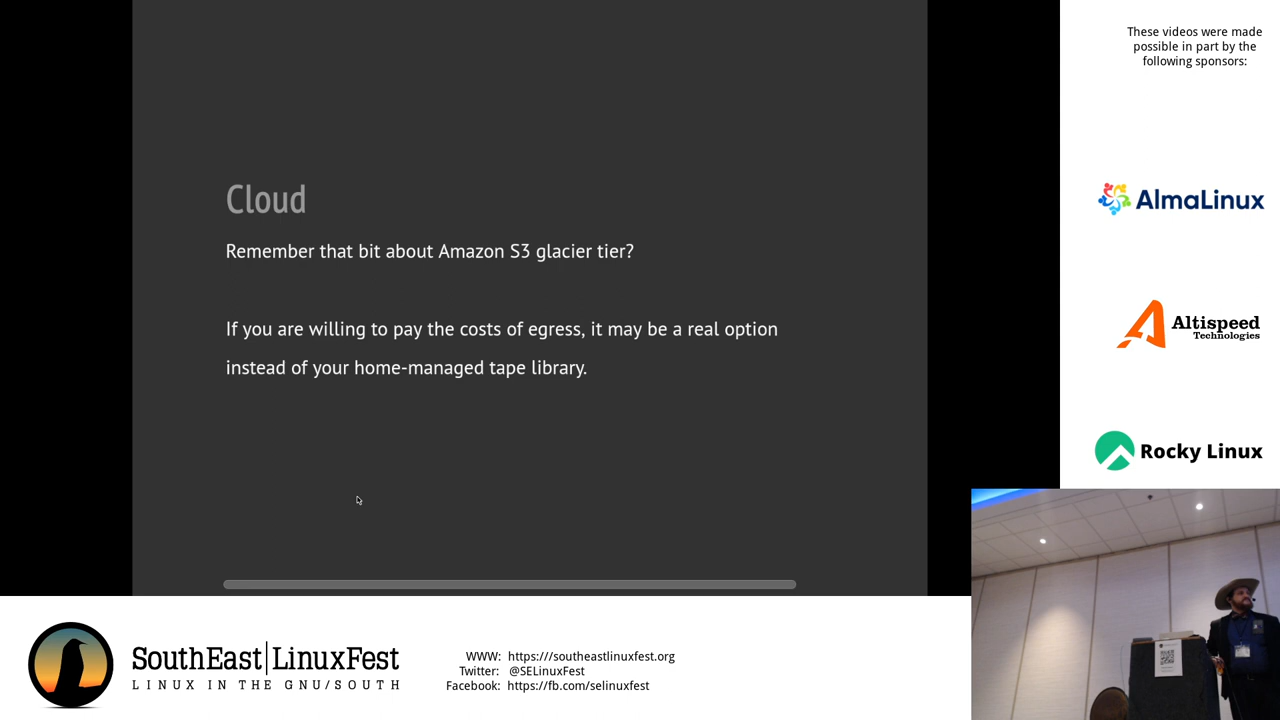 Cloud
Remember that bit about Amazon S3 glacier tier?
If you are willing to pay the costs of egress, it may be a real option
instead of your home-managed tape library.
These videos were made
possible in part by the
following sponsors:
AlmaLinux
Altispeed
Technologies
Rocky Linux
SouthEast|LinuxFest
LINUX IN THE GNU/SOUTH
WWW: https:///southeastlinuxfest.org
Twitter: @SELinuxFest
Facebook: https://fb.com/selinuxfest